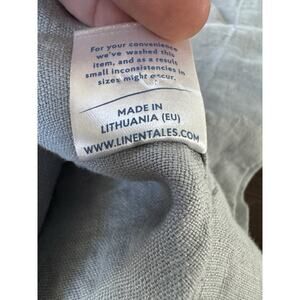 For your convenience
we've washed this
item, and as a result
small inconsistencies in
sizes might occur.
MADE IN
LITHUANIA (EU)
WWW.LINENTALES.COM